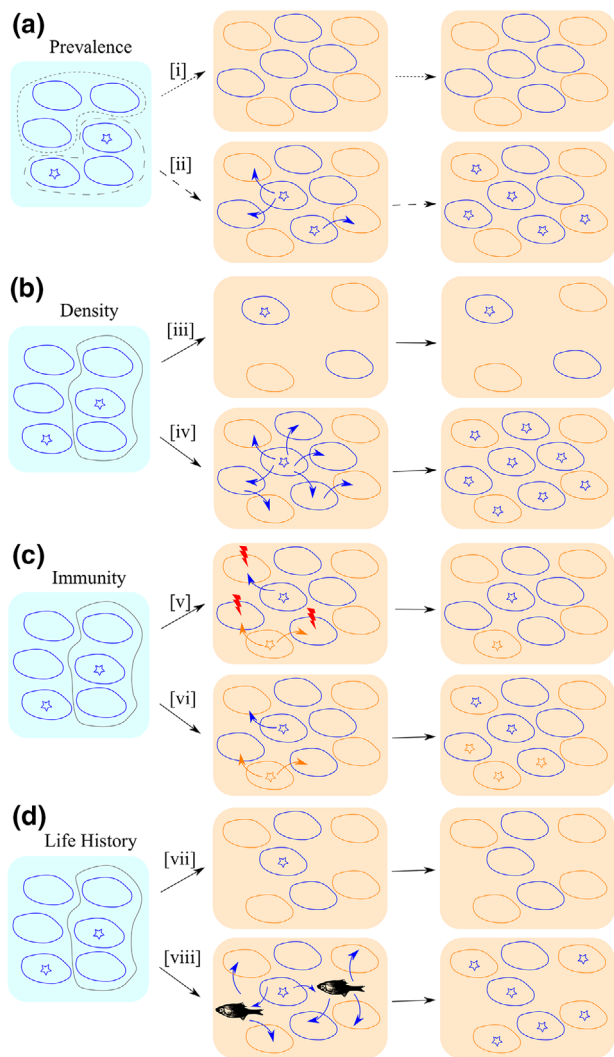 (a)
Prevalence
[i]
[ii]
(b)
Density
[iii]
[iv]
(c)
Immunity
[v]
[vi]
(d)
Life History
[vii]
[viii]